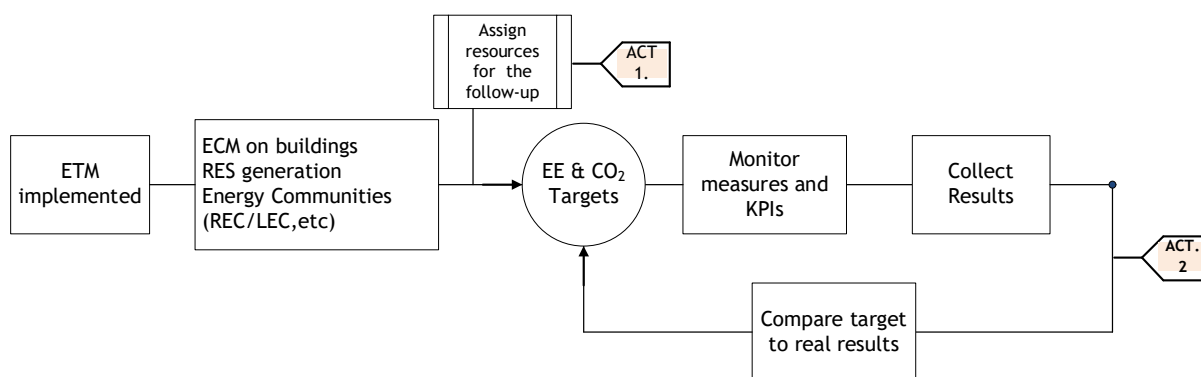 Assign
resources
for the
follow-up
ACT
1.
ETM
implemented
ECM on buildings
RES generation
Energy Communities
(REC/LEC,etc)
EE & CO₂
Targets
Monitor
measures and
KPIs
Collect
Results
ACT.
2
Compare target
to real results